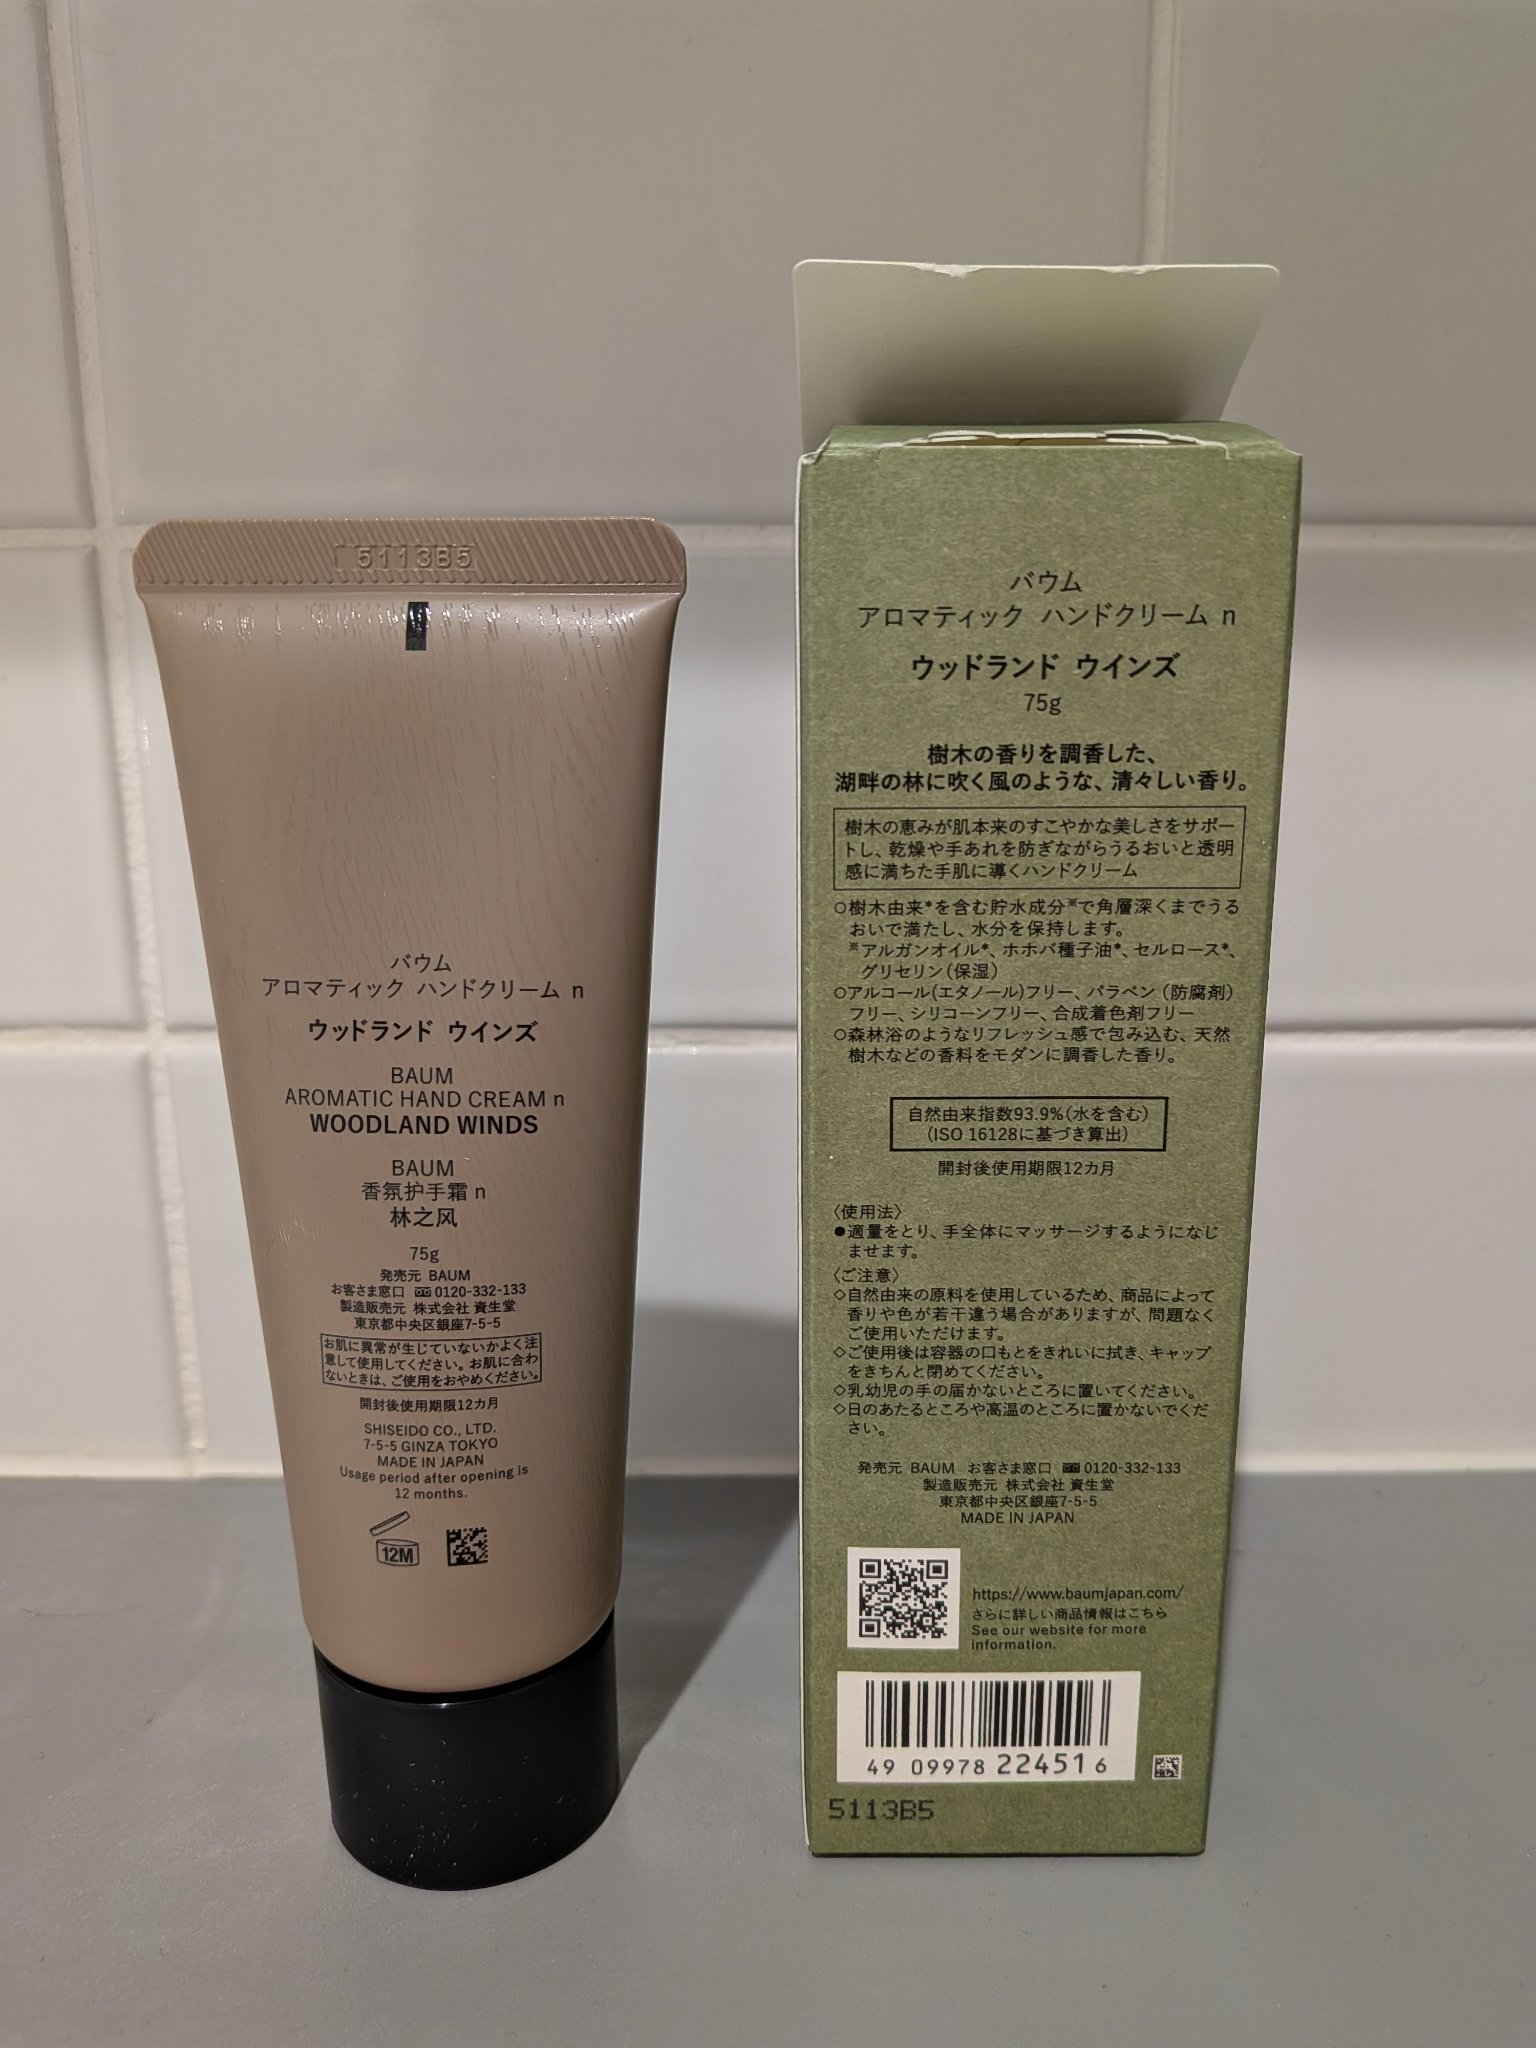 5113B5
バウム
アロマティック ハンドクリーム n
ウッドランド ウインズ
BAUM
AROMATIC HAND CREAM n
WOODLAND WINDS
BAUM
香氛护手霜 n
林之风
75g
発売元 BAUM
お客さま窓口 0120-332-133
製造販売元 株式会社 資生堂
東京都中央区銀座7-5-5
お肌に異常が生じていないかよく注
意して使用してください。お肌に合わ
ないときは、ご使用をおやめください。
開封後使用期限12カ月
SHISEIDO CO., LTD.
7-5-5 GINZA TOKYO
MADE IN JAPAN
Usage period after opening is
12 months.
12M
バウム
アロマティック ハンドクリーム n
ウッドランド ウインズ
75g
樹木の香りを調香した、
湖畔の林に吹く風のような、清々しい香り。
樹木の恵みが肌本来のすこやかな美しさをサポー
トし、乾燥や手あれを防ぎながらうるおいと透明
感に満ちた手肌に導くハンドクリーム
○樹木由来*を含む貯水成分※で角層深くまでうる
おいで満たし、水分を保持します。
※アルガンオイル*、ホホバ種子油*、セルロース*、
グリセリン(保湿)
○アルコール(エタノール)フリー、パラベン(防腐剤)
フリー、シリコーンフリー、合成着色剤フリー
○森林浴のようなリフレッシュ感で包み込む、天然
樹木などの香料をモダンに調香した香り。
自然由来指数93.9%(水を含む)
(ISO 16128に基づき算出)
開封後使用期限12カ月
〈使用法〉
●適量をとり、手全体にマッサージするようになじ
ませます。
〈ご注意〉
◇自然由来の原料を使用しているため、商品によって
香りや色が若干違う場合がありますが、問題なく
ご使用いただけます。
◇ご使用後は容器の口もとをきれいに拭き、キャップ
をきちんと閉めてください。
◇乳幼児の手の届かないところに置いてください。
◇日のあたるところや高温のところに置かないでくだ
さい。
発売元 BAUM お客さま窓口 0120-332-133
製造販売元 株式会社 資生堂
東京都中央区銀座7-5-5
MADE IN JAPAN
https://www.baumjapan.com/
さらに詳しい商品情報はこちら
See our website for more
information.
49 09978 22451 6
5113B5